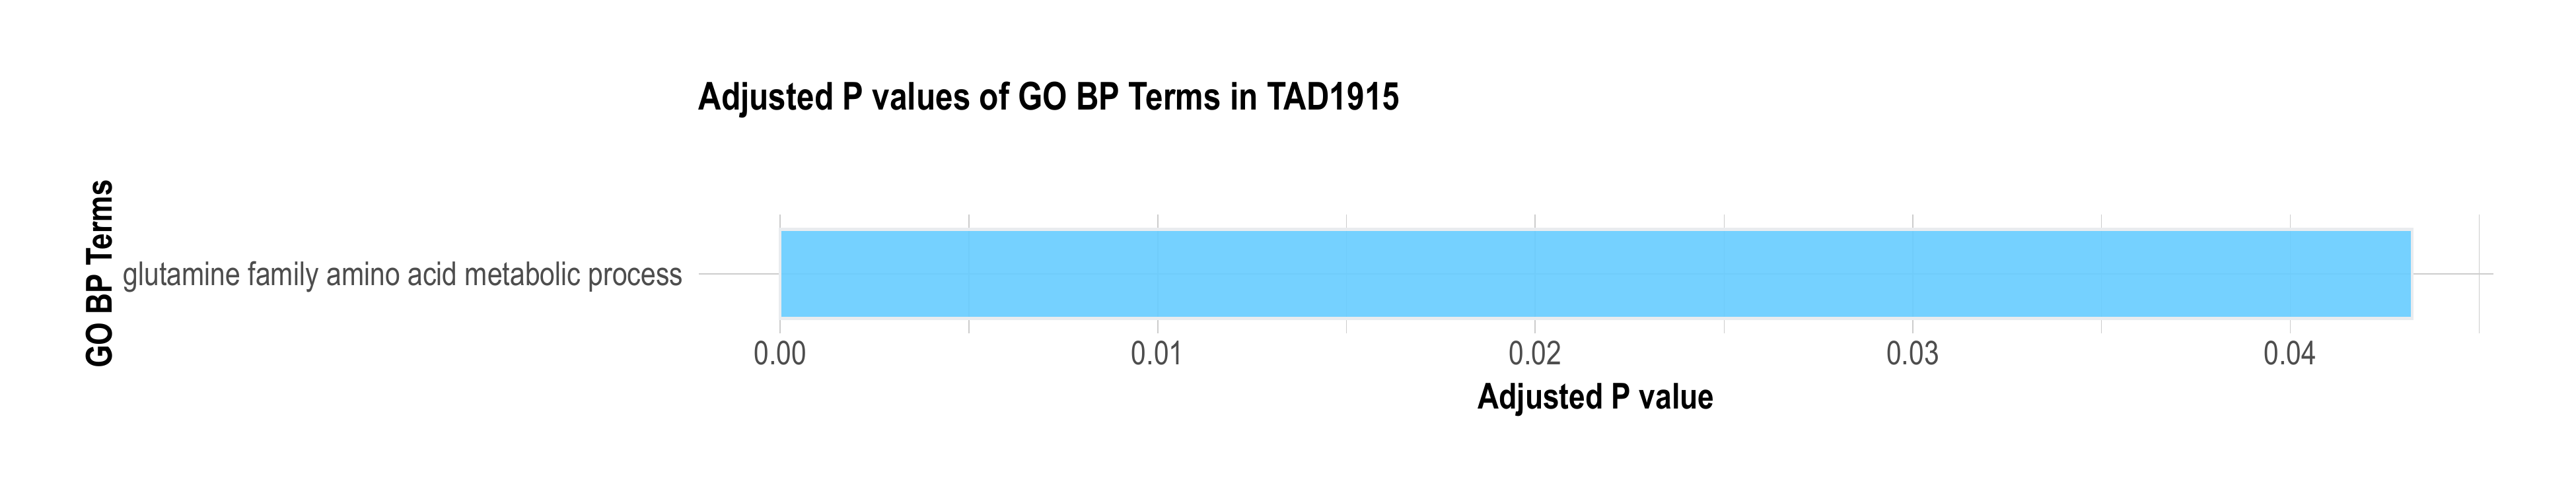 Adjusted P values of GO BP Terms in TAD1915
GO BP Terms
glutamine family amino acid metabolic process
0.00 0.01 0.02 0.03 0.04
Adjusted P value